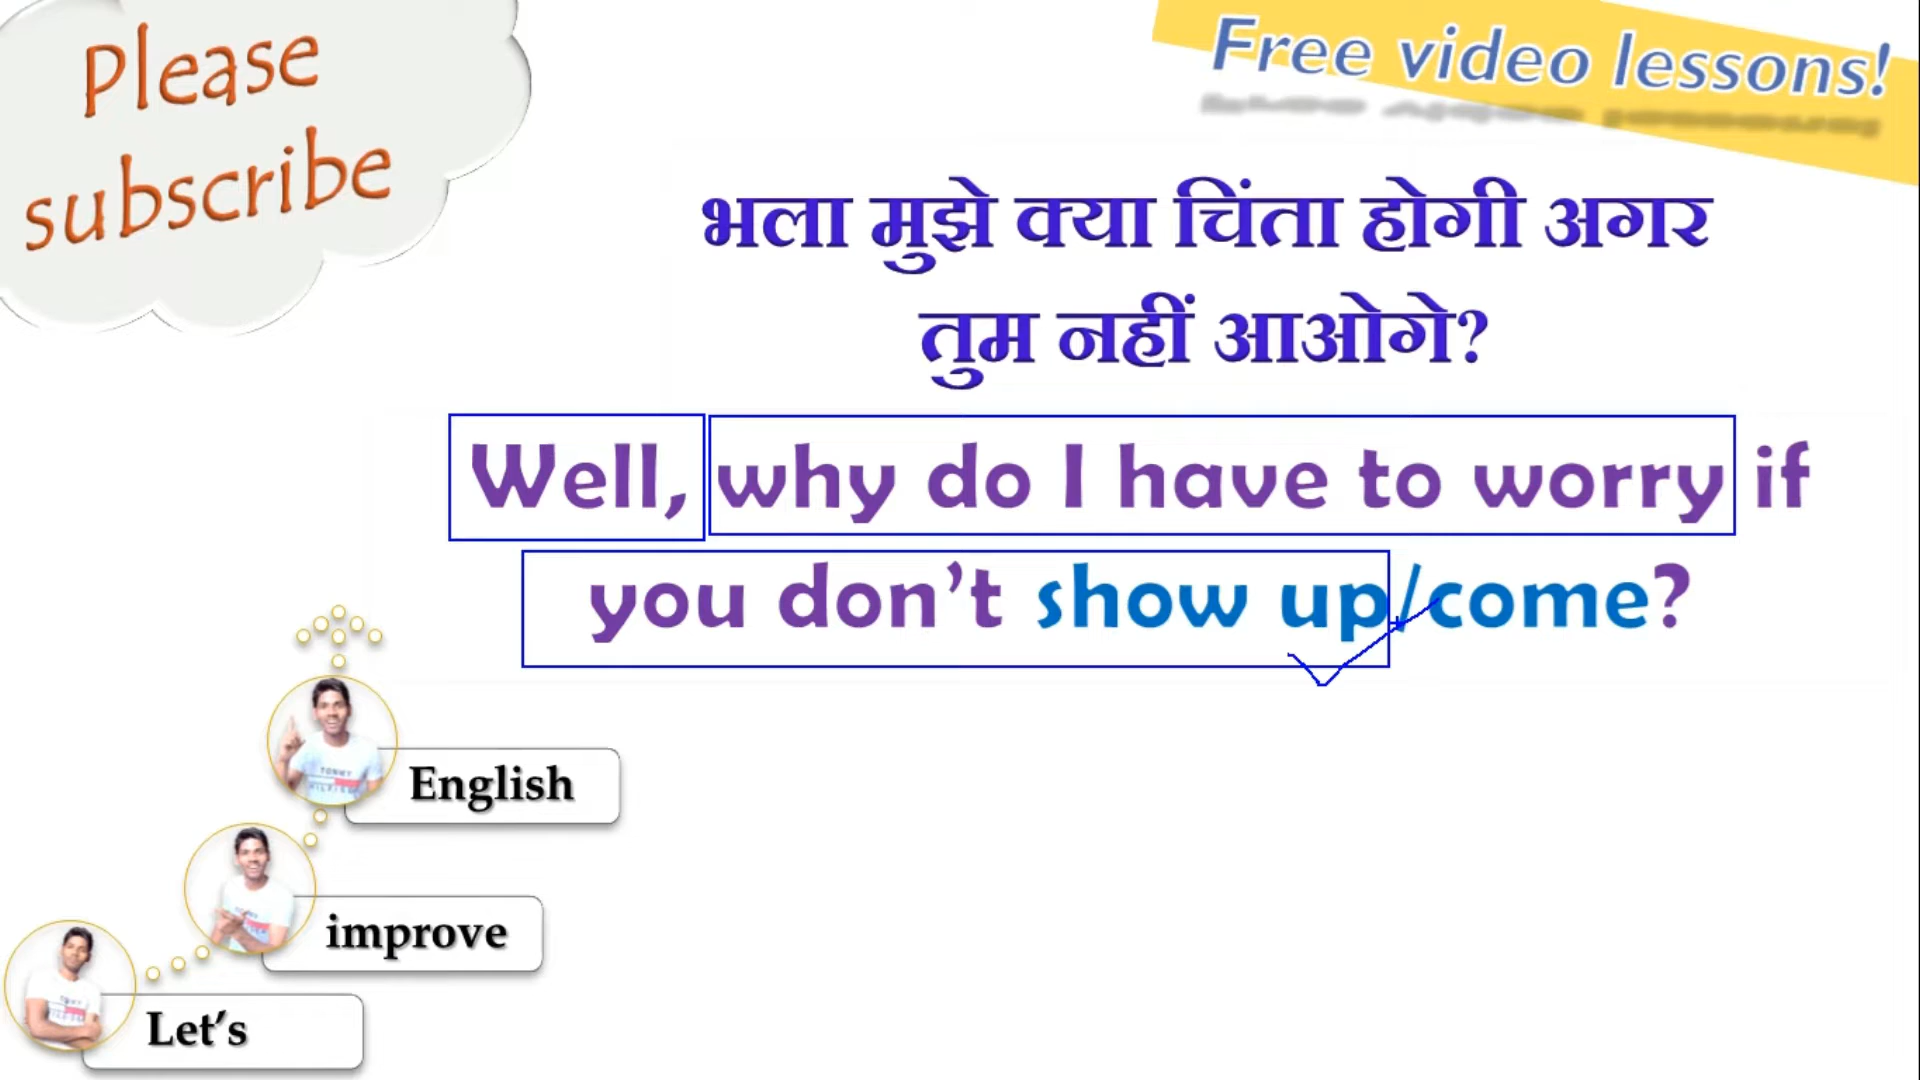 Please
subscribe
Free video lessons!
भला मुझे क्या चिंता होगी अगर
तुम नहीं आओगे?
Well, why do I have to worry if
you don’t show up/come?
English
improve
Let’s